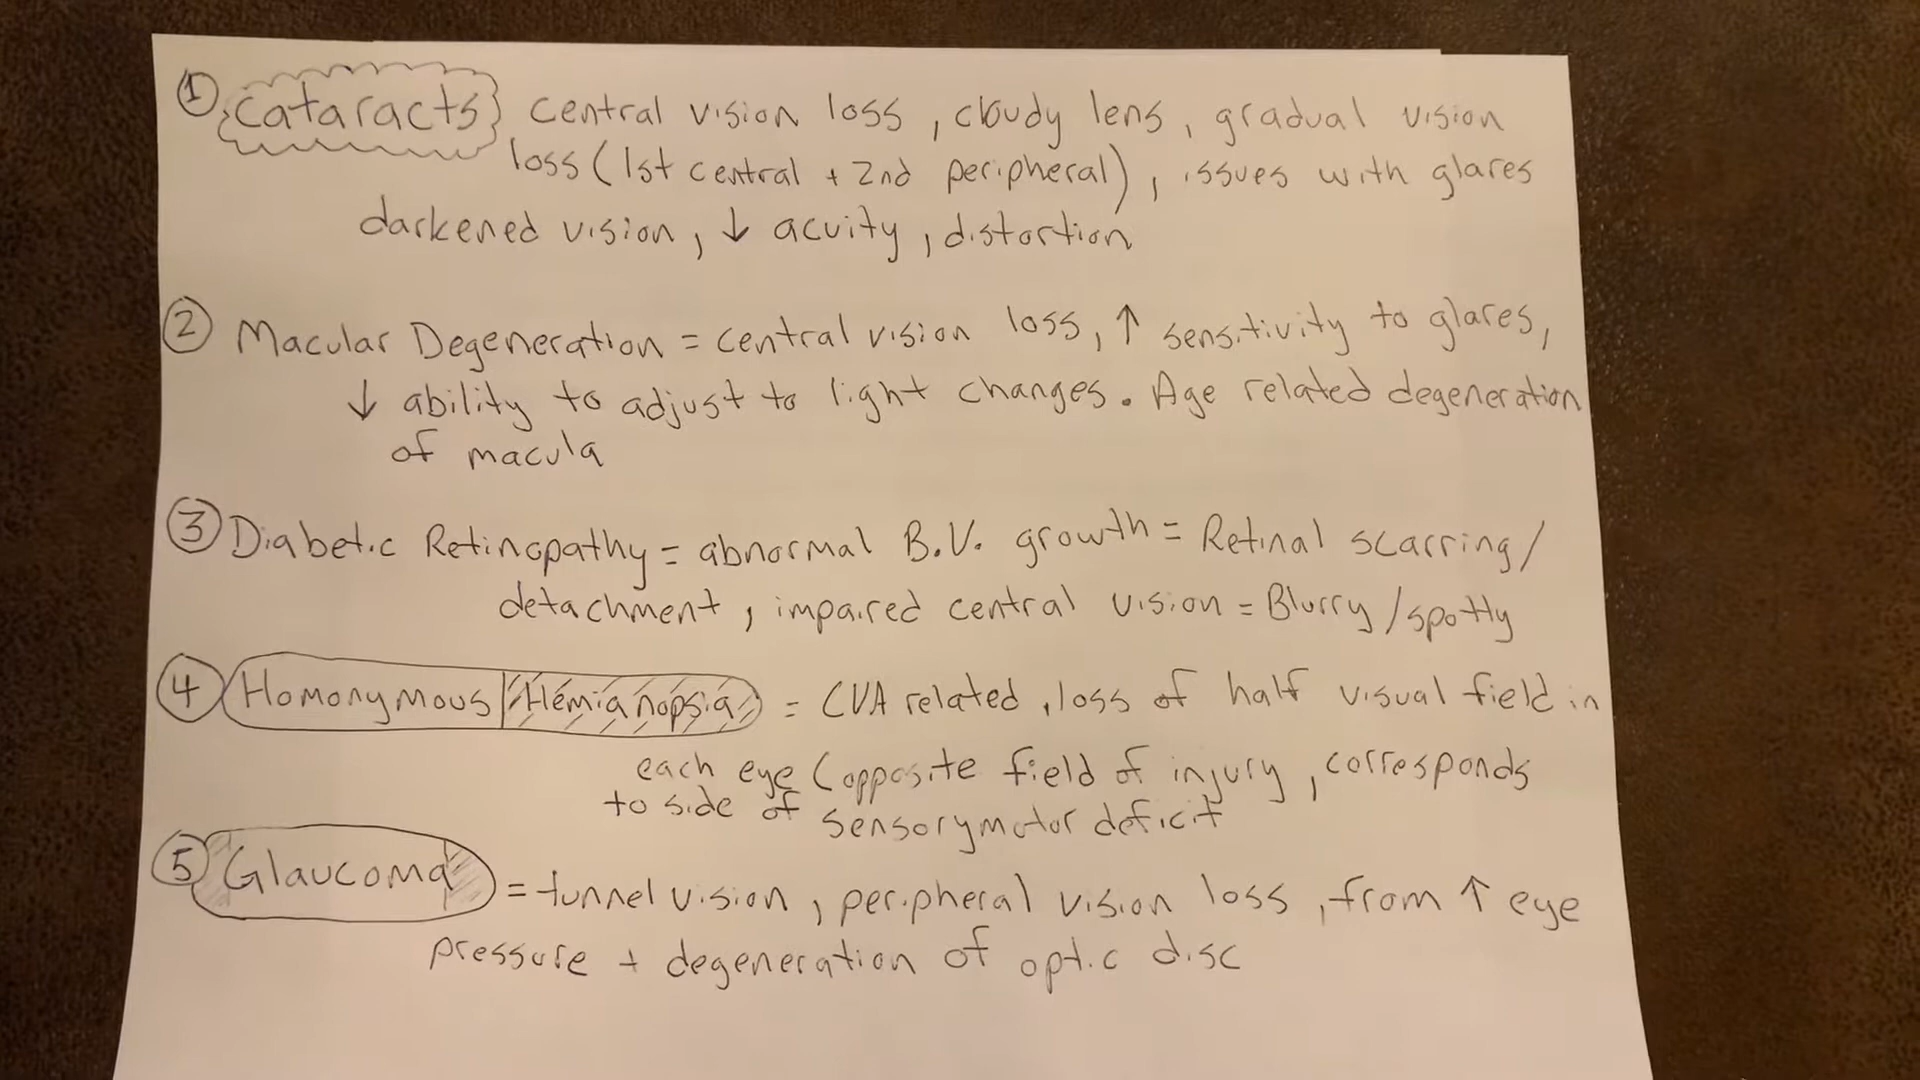 ① Cataracts central vision loss, cloudy lens, gradual vision
loss (1st central + 2nd peripheral), issues with glares
darkened vision, ↓ acuity, distortion
② Macular Degeneration = central vision loss, ↑ sensitivity to glares,
↓ ability to adjust to light changes. Age related degeneration
of macula
③ Diabetic Retinopathy = abnormal B.V. growth = Retinal scarring/
detachment, impaired central vision = Blurry/spotty
④ Homonymous Hemianopsia = CVA related, loss of half visual field in
each eye (opposite field of injury, corresponds
to side of sensorymotor deficit
⑤ Glaucoma = tunnel vision, peripheral vision loss, from ↑ eye
pressure + degeneration of optic disc